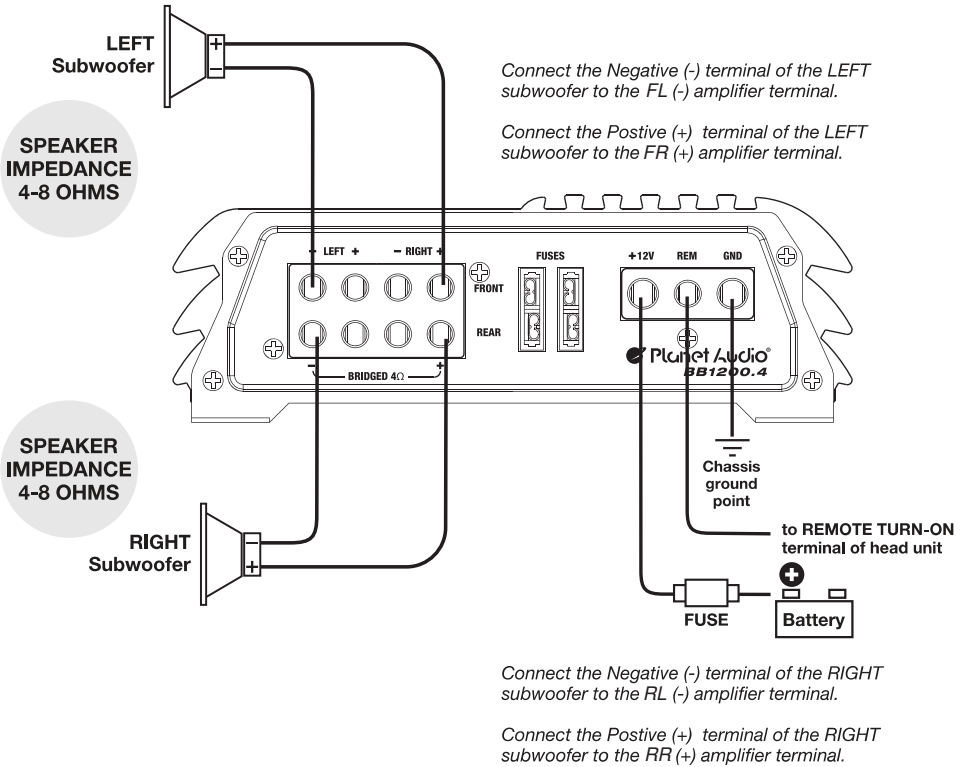 LEFT
Subwoofer
+
−
Connect the Negative (-) terminal of the LEFT
subwoofer to the FL (-) amplifier terminal.
Connect the Postive (+) terminal of the LEFT
subwoofer to the FR (+) amplifier terminal.
SPEAKER
IMPEDANCE
4-8 OHMS
− LEFT + − RIGHT +
FRONT
REAR
− BRIDGED 4Ω +
FUSES
+12V REM GND
Planet Audio®
BB1200.4
SPEAKER
IMPEDANCE
4-8 OHMS
Chassis
ground
point
RIGHT
Subwoofer
−
+
to REMOTE TURN-ON
terminal of head unit
+
FUSE
Battery
Connect the Negative (-) terminal of the RIGHT
subwoofer to the RL (-) amplifier terminal.
Connect the Postive (+) terminal of the RIGHT
subwoofer to the RR (+) amplifier terminal.